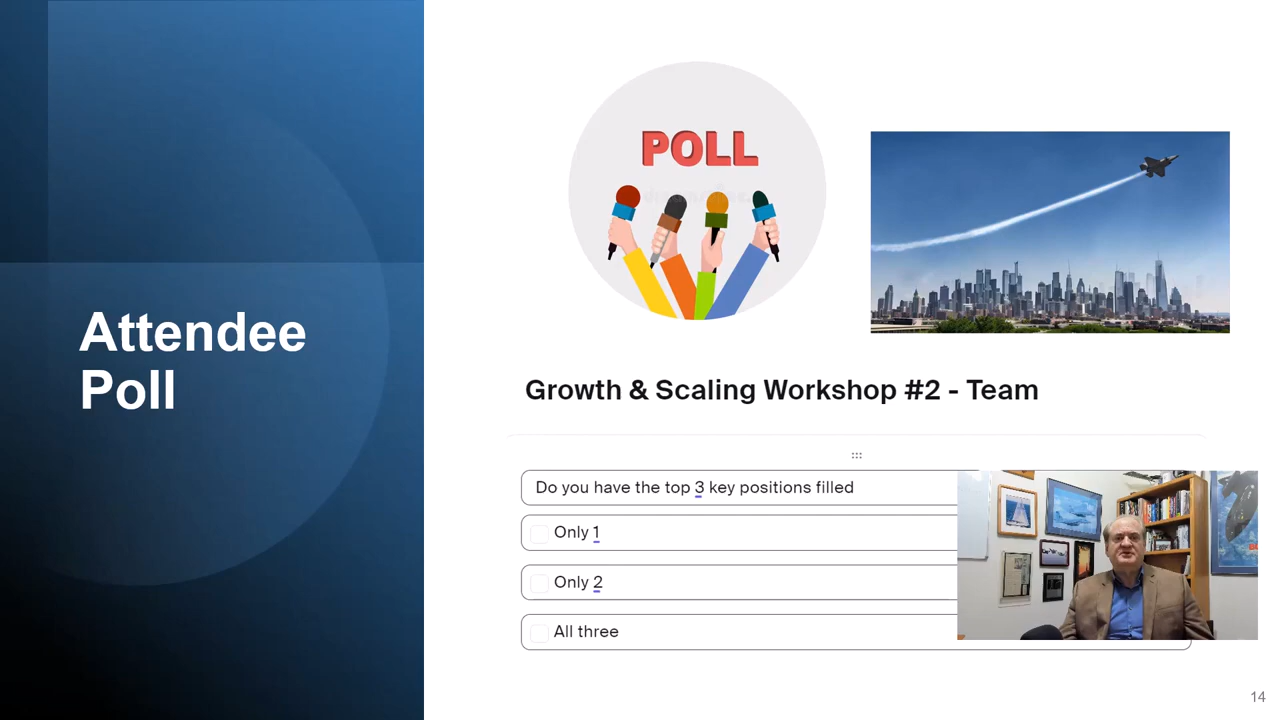 Attendee
Poll
POLL
Growth & Scaling Workshop #2 - Team
Do you have the top 3 key positions filled
Only 1
Only 2
All three
14